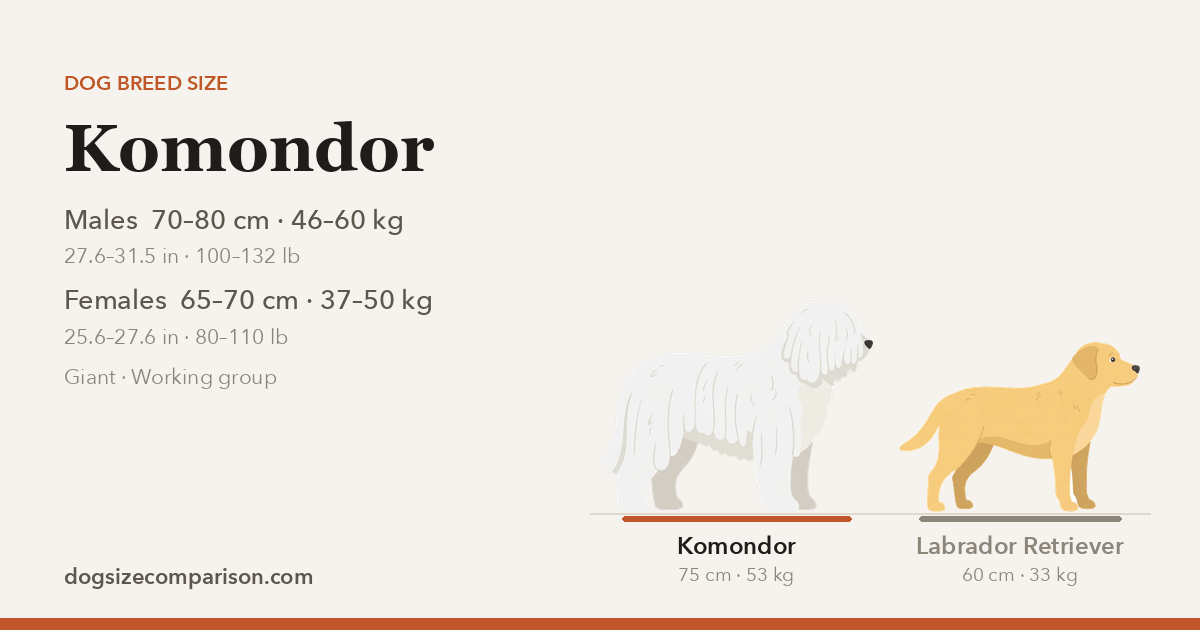 DOG BREED SIZE
Komondor
Males 70–80 cm · 46–60 kg
27.6–31.5 in · 100–132 lb
Females 65–70 cm · 37–50 kg
25.6–27.6 in · 80–110 lb
Giant · Working group
Komondor
75 cm · 53 kg
Labrador Retriever
60 cm · 33 kg
dogsizecomparison.com